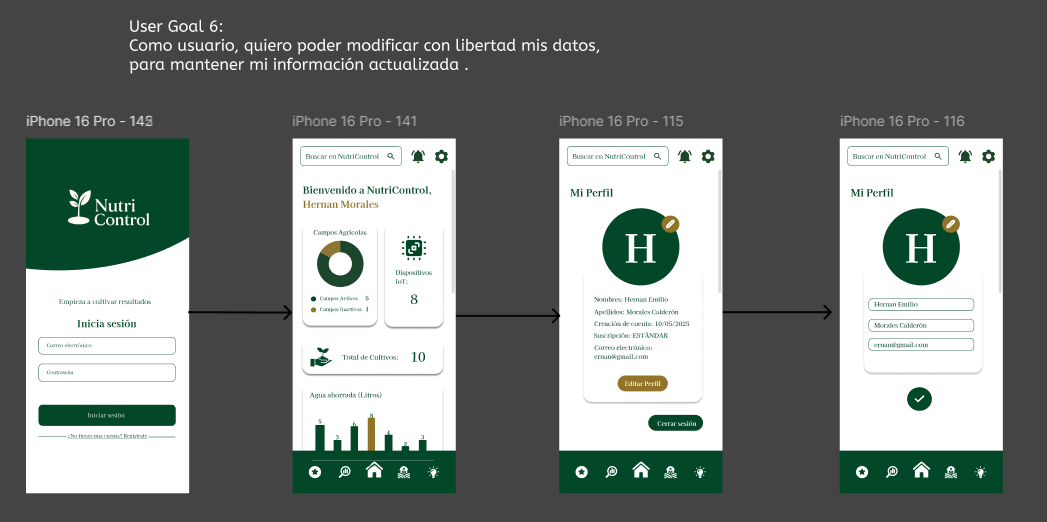 User Goal 6:
Como usuario, quiero poder modificar con libertad mis datos,
para mantener mi información actualizada .
iPhone 16 Pro - 143
Nutri
Control
Empieza a cultivar resultados
Inicia sesión
Correo electrónico
Contraseña
Iniciar sesión
¿No tienes una cuenta? Regístrate
iPhone 16 Pro - 141
Buscar en NutriControl
Bienvenido a NutriControl,
Hernan Morales
Campos Agrícolas
Campos Activos 5
Campos Inactivos 1
Dispositivos
IoT:
8
Total de Cultivos: 10
Agua ahorrada (Litros)
5 3 6 8 4 2 3
iPhone 16 Pro - 115
Buscar en NutriControl
Mi Perfil
H
Nombres: Hernan Emilio
Apellidos: Morales Calderón
Creación de cuenta: 10/05/2025
Suscripción: ESTÁNDAR
Correo electrónico:
ernan@gmail.com
Editar Perfil
Cerrar sesión
iPhone 16 Pro - 116
Buscar en NutriControl
Mi Perfil
H
Hernan Emilio
Morales Calderón
ernan@gmail.com